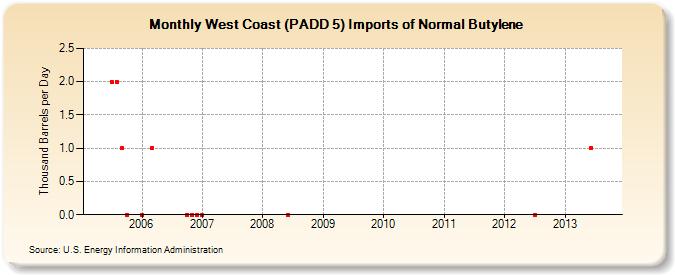 Monthly West Coast (PADD 5) Imports of Normal Butylene
Thousand Barrels per Day
2.5
2.0
1.5
1.0
0.5
0.0
2006 2007 2008 2009 2010 2011 2012 2013
Source: U.S. Energy Information Administration